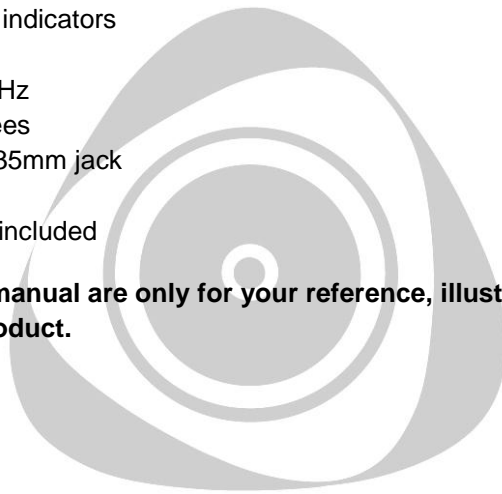 indicators
Hz
ees
35mm jack
included
manual are only for your reference, illust
oduct.